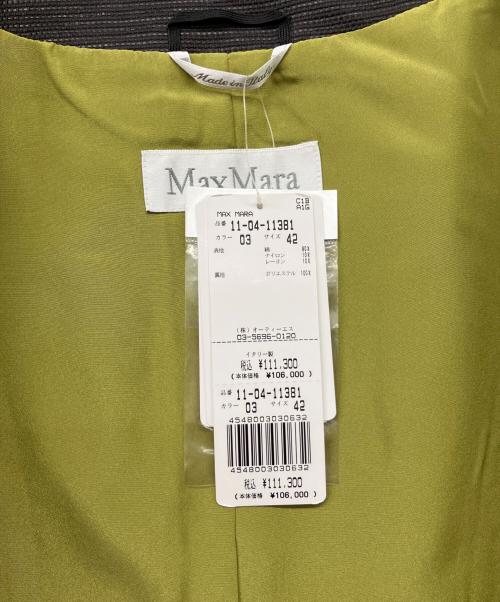 Made in Italy
MaxMara
C1B
A1G
MAX MARA
品番 11-04-11381
カラー 03 サイズ 42
表地 綿 80%
ナイロン 10%
レーヨン 10%
裏地 ポリエステル 100%
(株)オーティーエス
03-5696-0120
イタリー製
税込 ¥111,300
(本体価格 ¥106,000)
品番 11-04-11381
カラー 03 サイズ 42
4548003030632
4548003030632
税込 ¥111,300
(本体価格 ¥106,000)